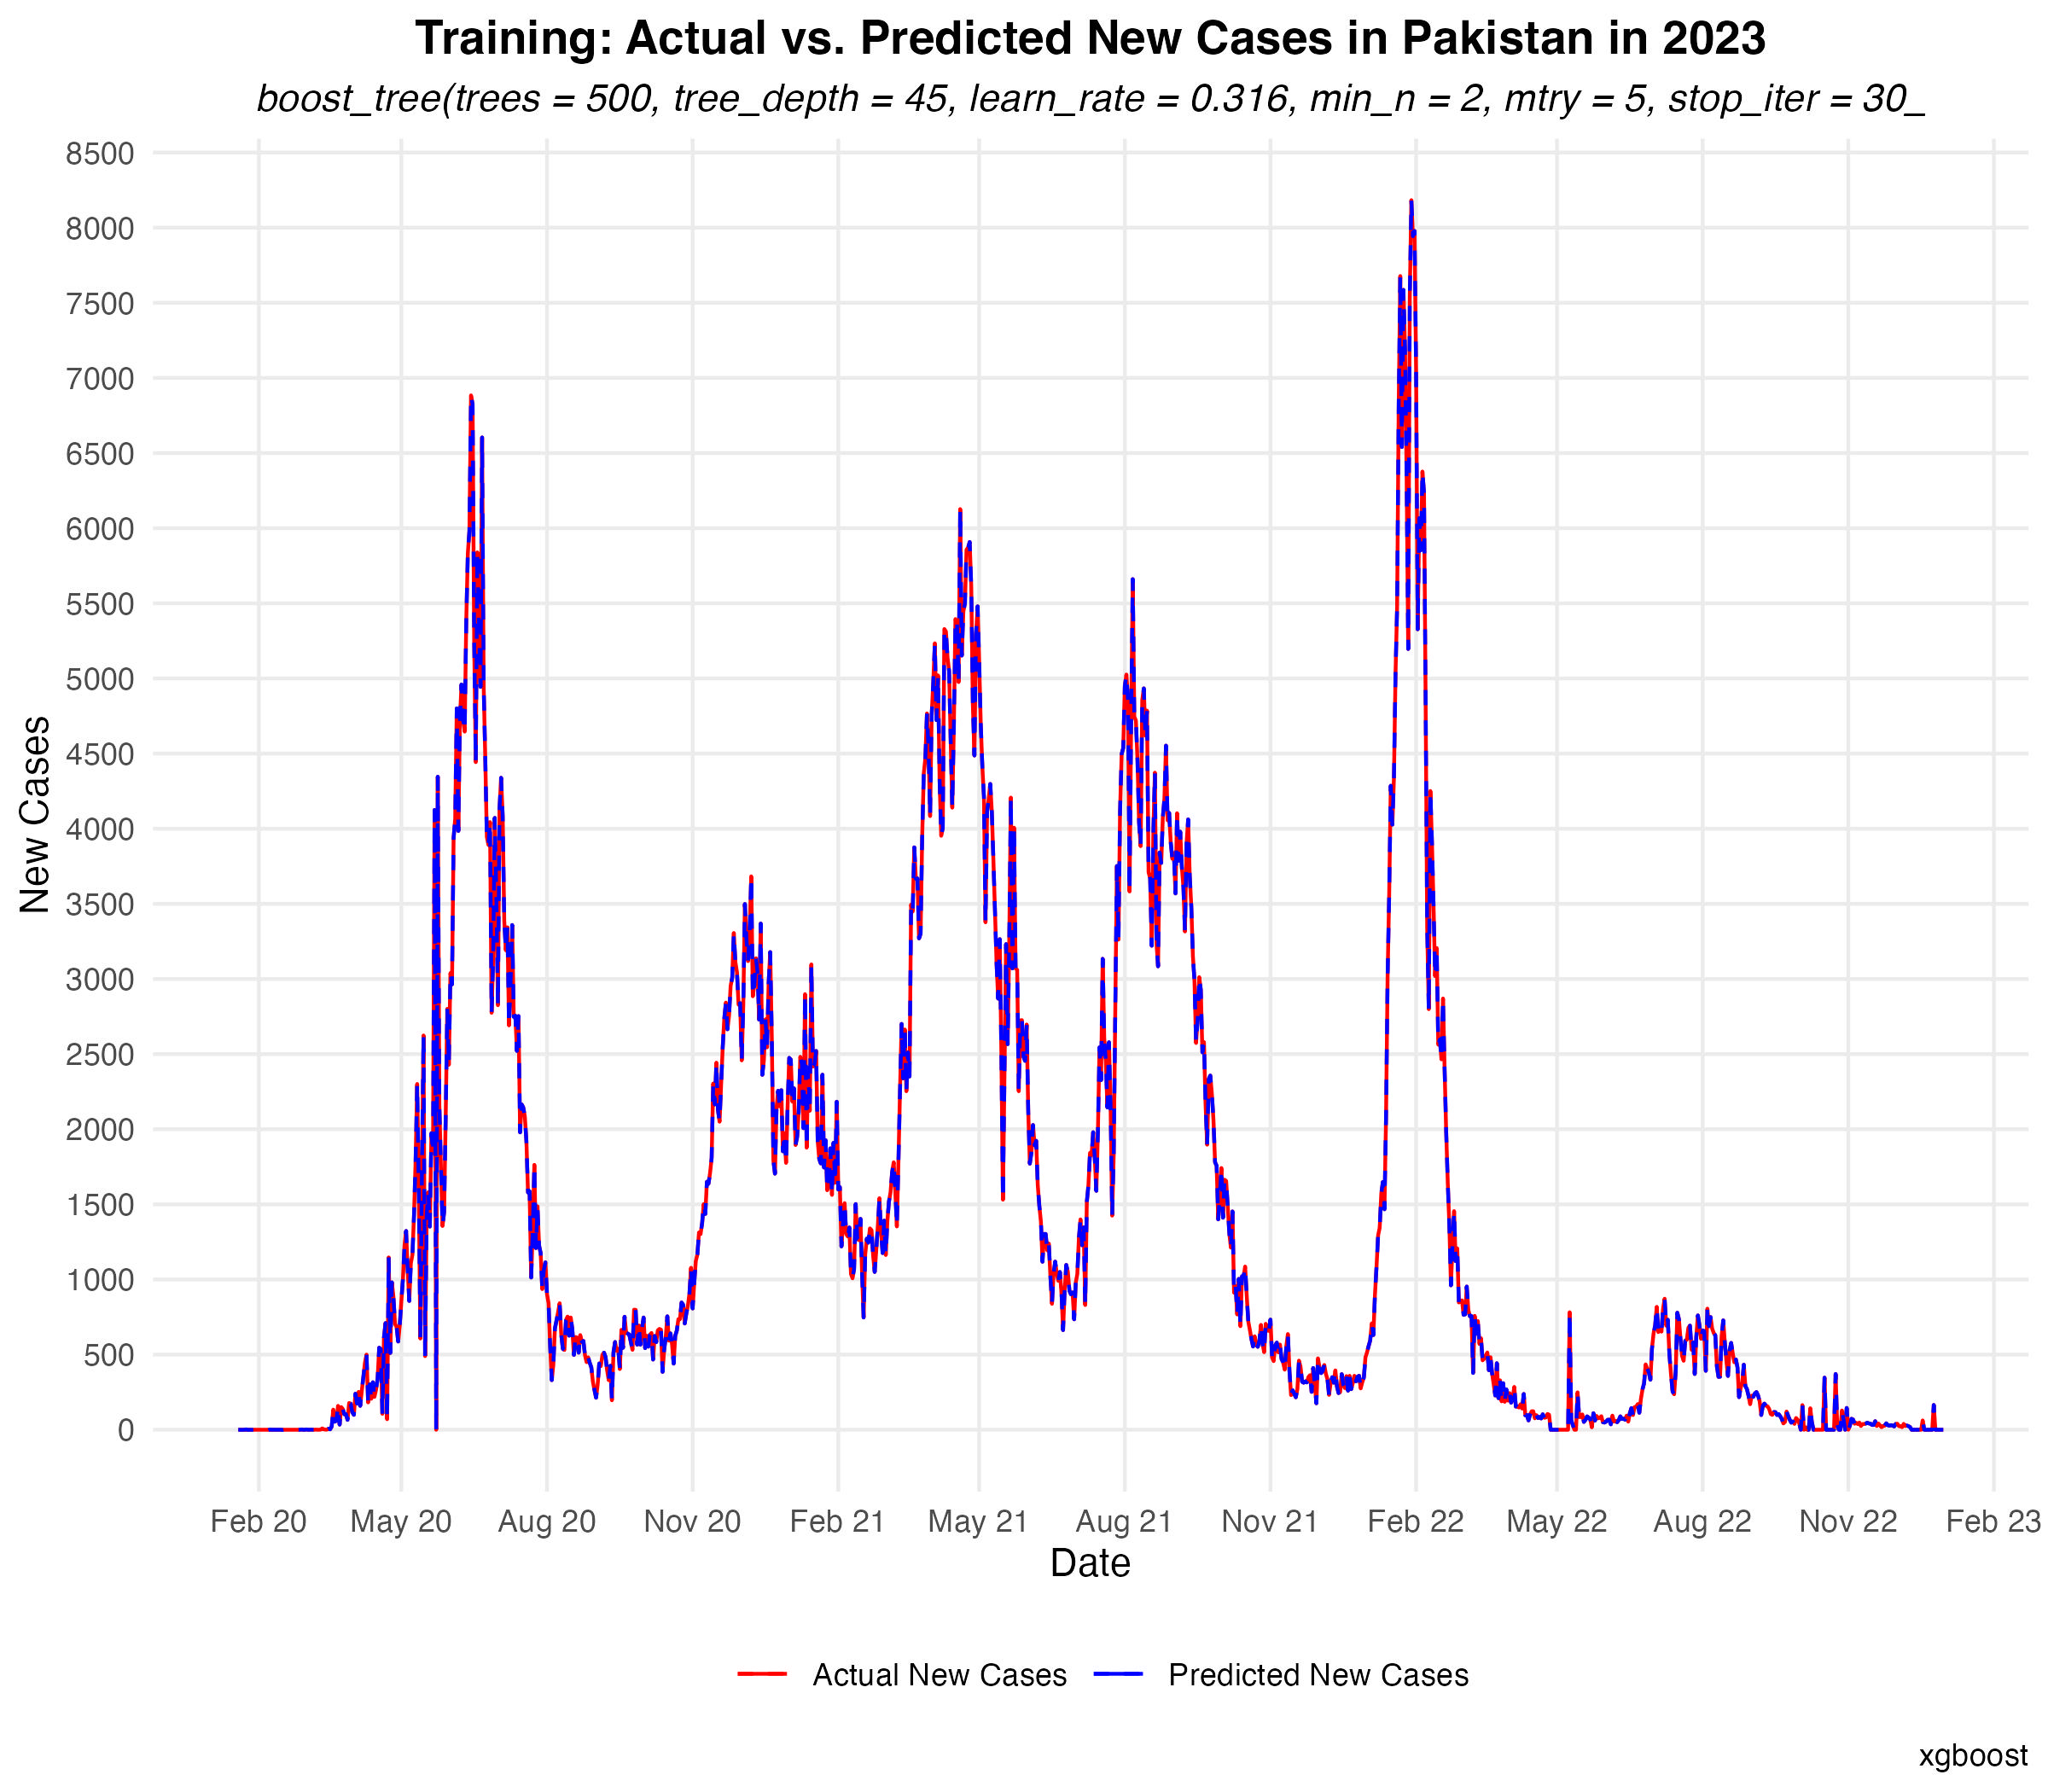 Training: Actual vs. Predicted New Cases in Pakistan in 2023
boost_tree(trees = 500, tree_depth = 45, learn_rate = 0.316, min_n = 2, mtry = 5, stop_iter = 30_
8500
8000
7500
7000
6500
6000
5500
5000
4500
4000
3500
3000
2500
2000
1500
1000
500
0
New Cases
Feb 20 May 20 Aug 20 Nov 20 Feb 21 May 21 Aug 21 Nov 21 Feb 22 May 22 Aug 22 Nov 22 Feb 23
Date
Actual New Cases Predicted New Cases
xgboost